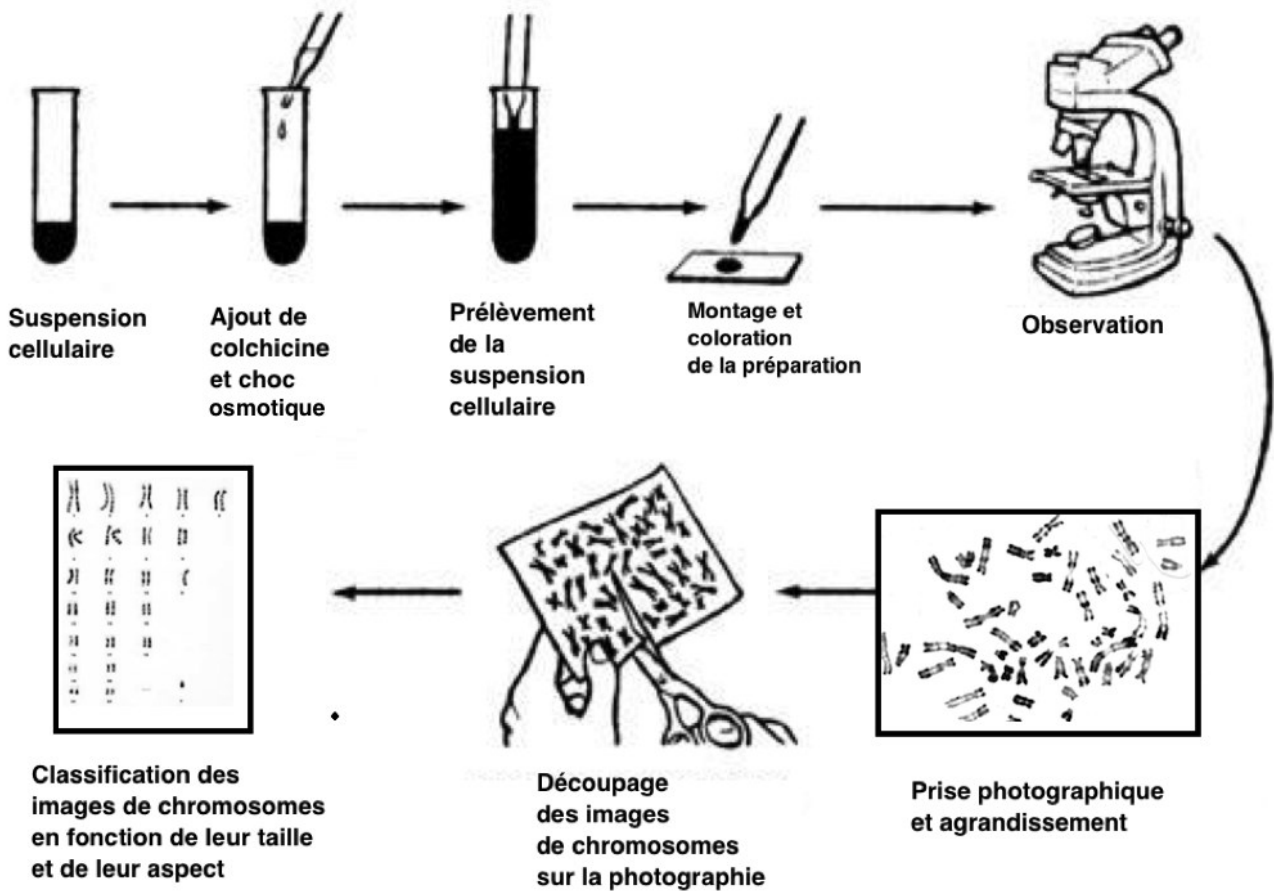 Suspension
cellulaire
Ajout de
colchicine
et choc
osmotique
Prélèvement
de la
suspension
cellulaire
Montage et
coloration
de la préparation
Observation
Prise photographique
et agrandissement
Découpage
des images
de chromosomes
sur la photographie
Classification des
images de chromosomes
en fonction de leur taille
et de leur aspect